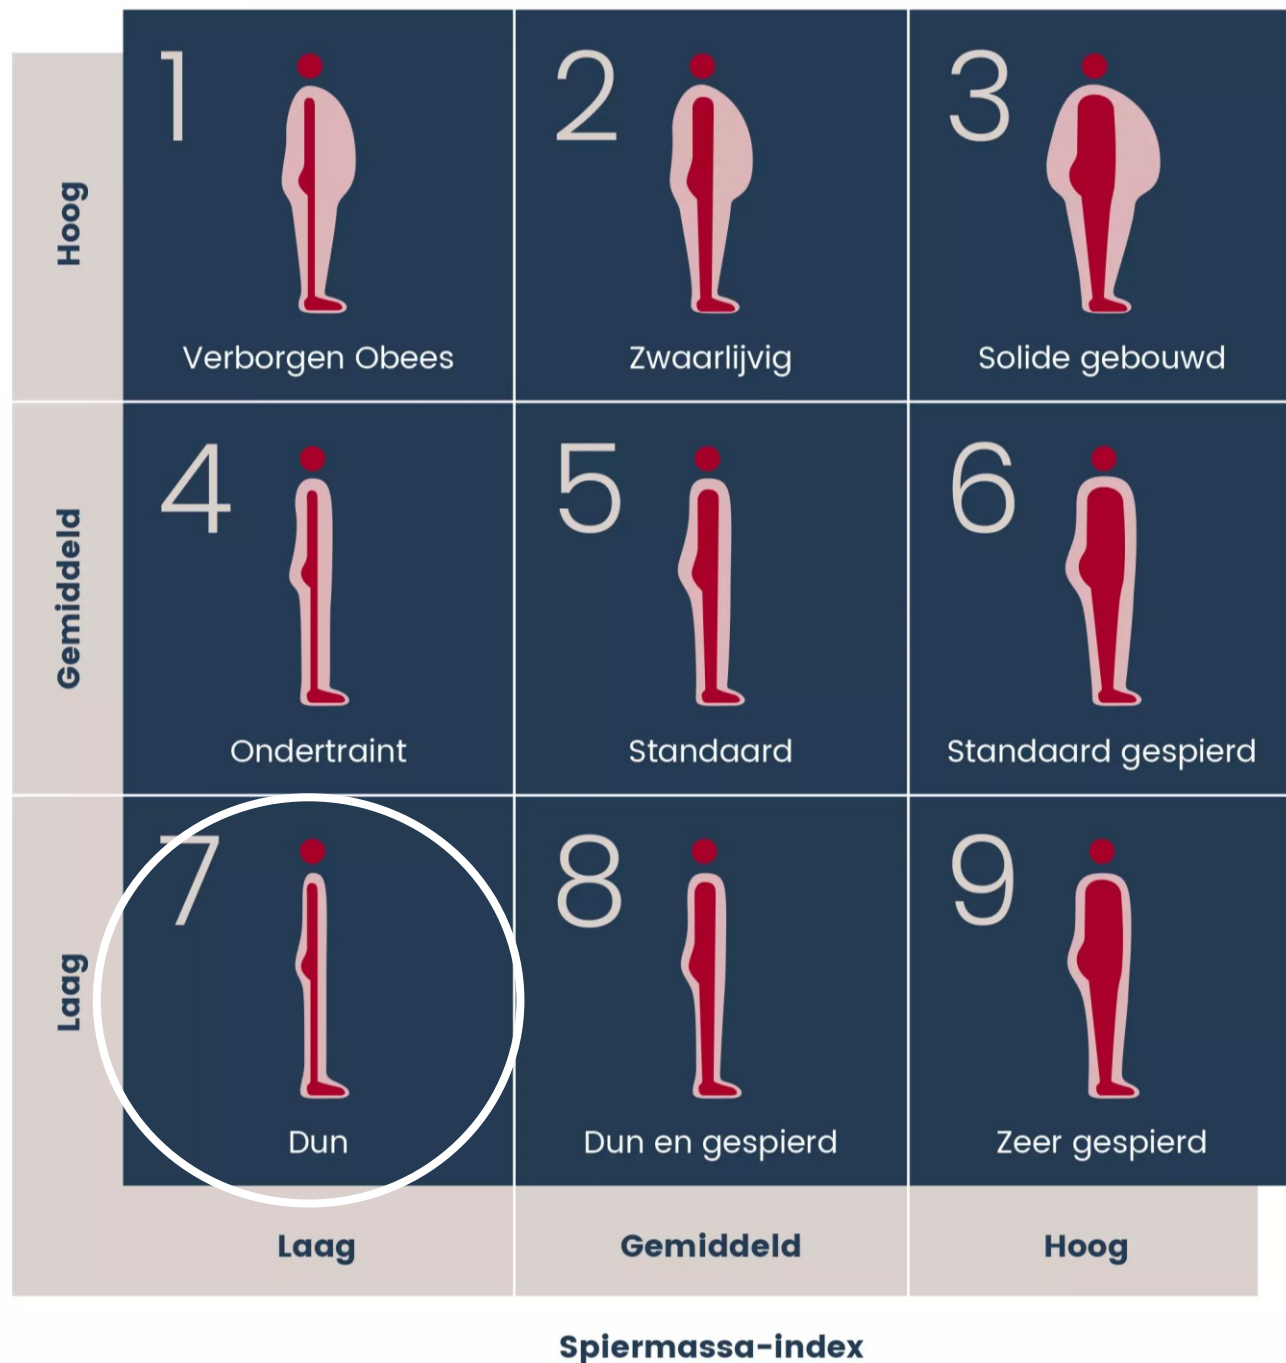 Hoog
1
2
3
Verborgen Obees
Zwaarlijvig
Solide gebouwd
Gemiddeld
4
5
6
Ondertraint
Standaard
Standaard gespierd
Laag
7
8
9
Dun
Dun en gespierd
Zeer gespierd
Laag
Gemiddeld
Hoog
Spiermassa-index